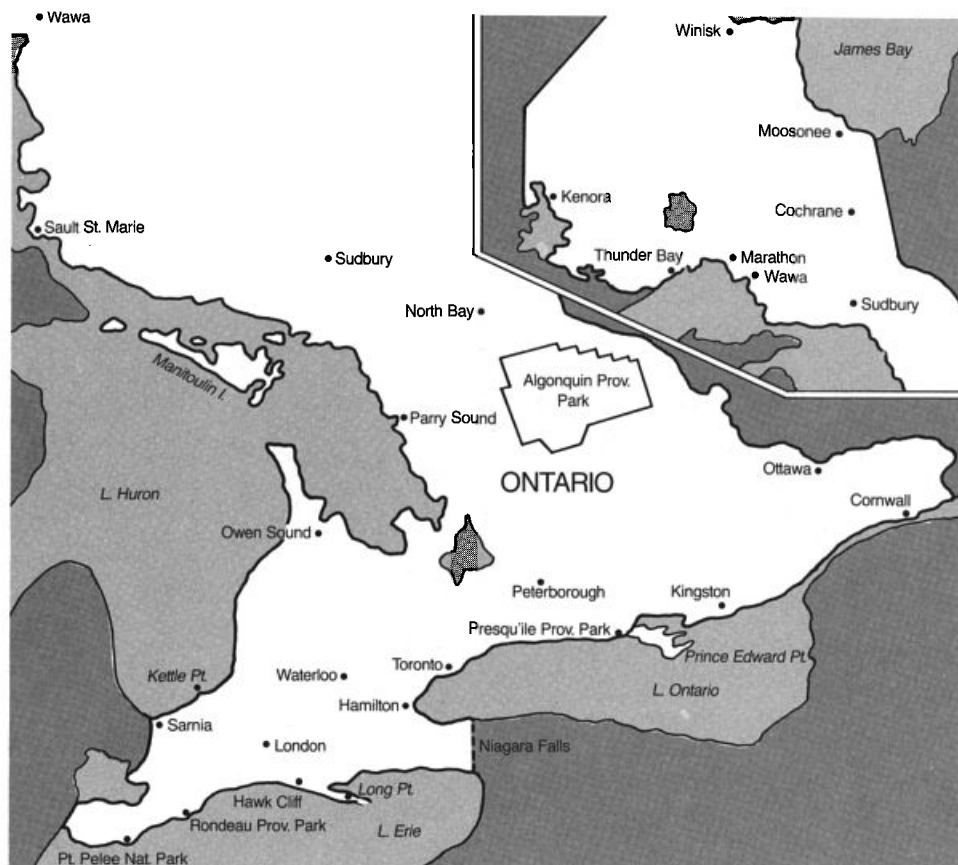 Wawa
Winisk
James Bay
Moosonee
Kenora
Cochrane
Sault St. Marie
Thunder Bay
Marathon
Wawa
Sudbury
Sudbury
North Bay
Manitoulin I.
Algonquin Prov.
Park
Parry Sound
ONTARIO
Ottawa
L. Huron
Cornwall
Owen Sound
Peterborough
Kingston
Presqu'ile Prov. Park
Prince Edward Pt.
Kettle Pt.
Waterloo
Toronto
L. Ontario
Hamilton
Sarnia
London
Niagara Falls
Long Pt.
Hawk Cliff
Rondeau Prov. Park
L. Erie
Pt. Pelee Nat. Park